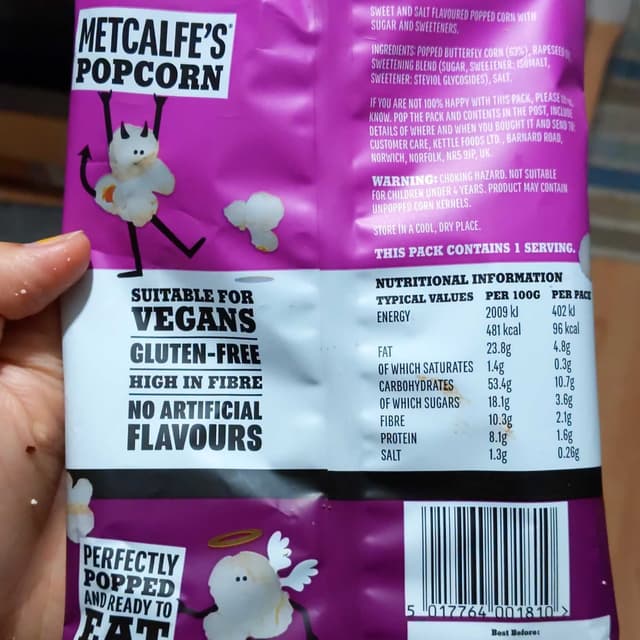 METCALFE'S
POPCORN
SUITABLE FOR
VEGANS
GLUTEN-FREE
HIGH IN FIBRE
NO ARTIFICIAL
FLAVOURS
PERFECTLY
POPPED
AND READY TO
EAT
SWEET AND SALT FLAVOURED POPPED CORN WITH
SUGAR AND SWEETENERS.
INGREDIENTS: POPPED BUTTERFLY CORN (63%), RAPESEED
SWEETENING BLEND (SUGAR, SWEETENER: ISOMALT,
SWEETENER: STEVIOL GLYCOSIDES), SALT.
IF YOU ARE NOT 100% HAPPY WITH THIS PACK, PLEASE
KNOW. POP THE PACK AND CONTENTS IN THE POST, INCLUDE
DETAILS OF WHERE AND WHEN YOU BOUGHT IT AND SEND TO:
CUSTOMER CARE, KETTLE FOODS LTD., BARNARD ROAD,
NORWICH, NORFOLK, NR5 9JP, UK.
WARNING: CHOKING HAZARD. NOT SUITABLE
FOR CHILDREN UNDER 4 YEARS. PRODUCT MAY CONTAIN
UNPOPPED CORN KERNELS.
STORE IN A COOL, DRY PLACE.
THIS PACK CONTAINS 1 SERVING.
NUTRITIONAL INFORMATION
TYPICAL VALUES PER 100G PER PACK
ENERGY 2009 kJ 402 kJ
481 kcal 96 kcal
FAT 23.8g 4.8g
OF WHICH SATURATES 1.4g 0.3g
CARBOHYDRATES 53.4g 10.7g
OF WHICH SUGARS 18.1g 3.6g
FIBRE 10.3g 2.1g
PROTEIN 8.1g 1.6g
SALT 1.3g 0.26g
5 017764 001810 >
Best Before: